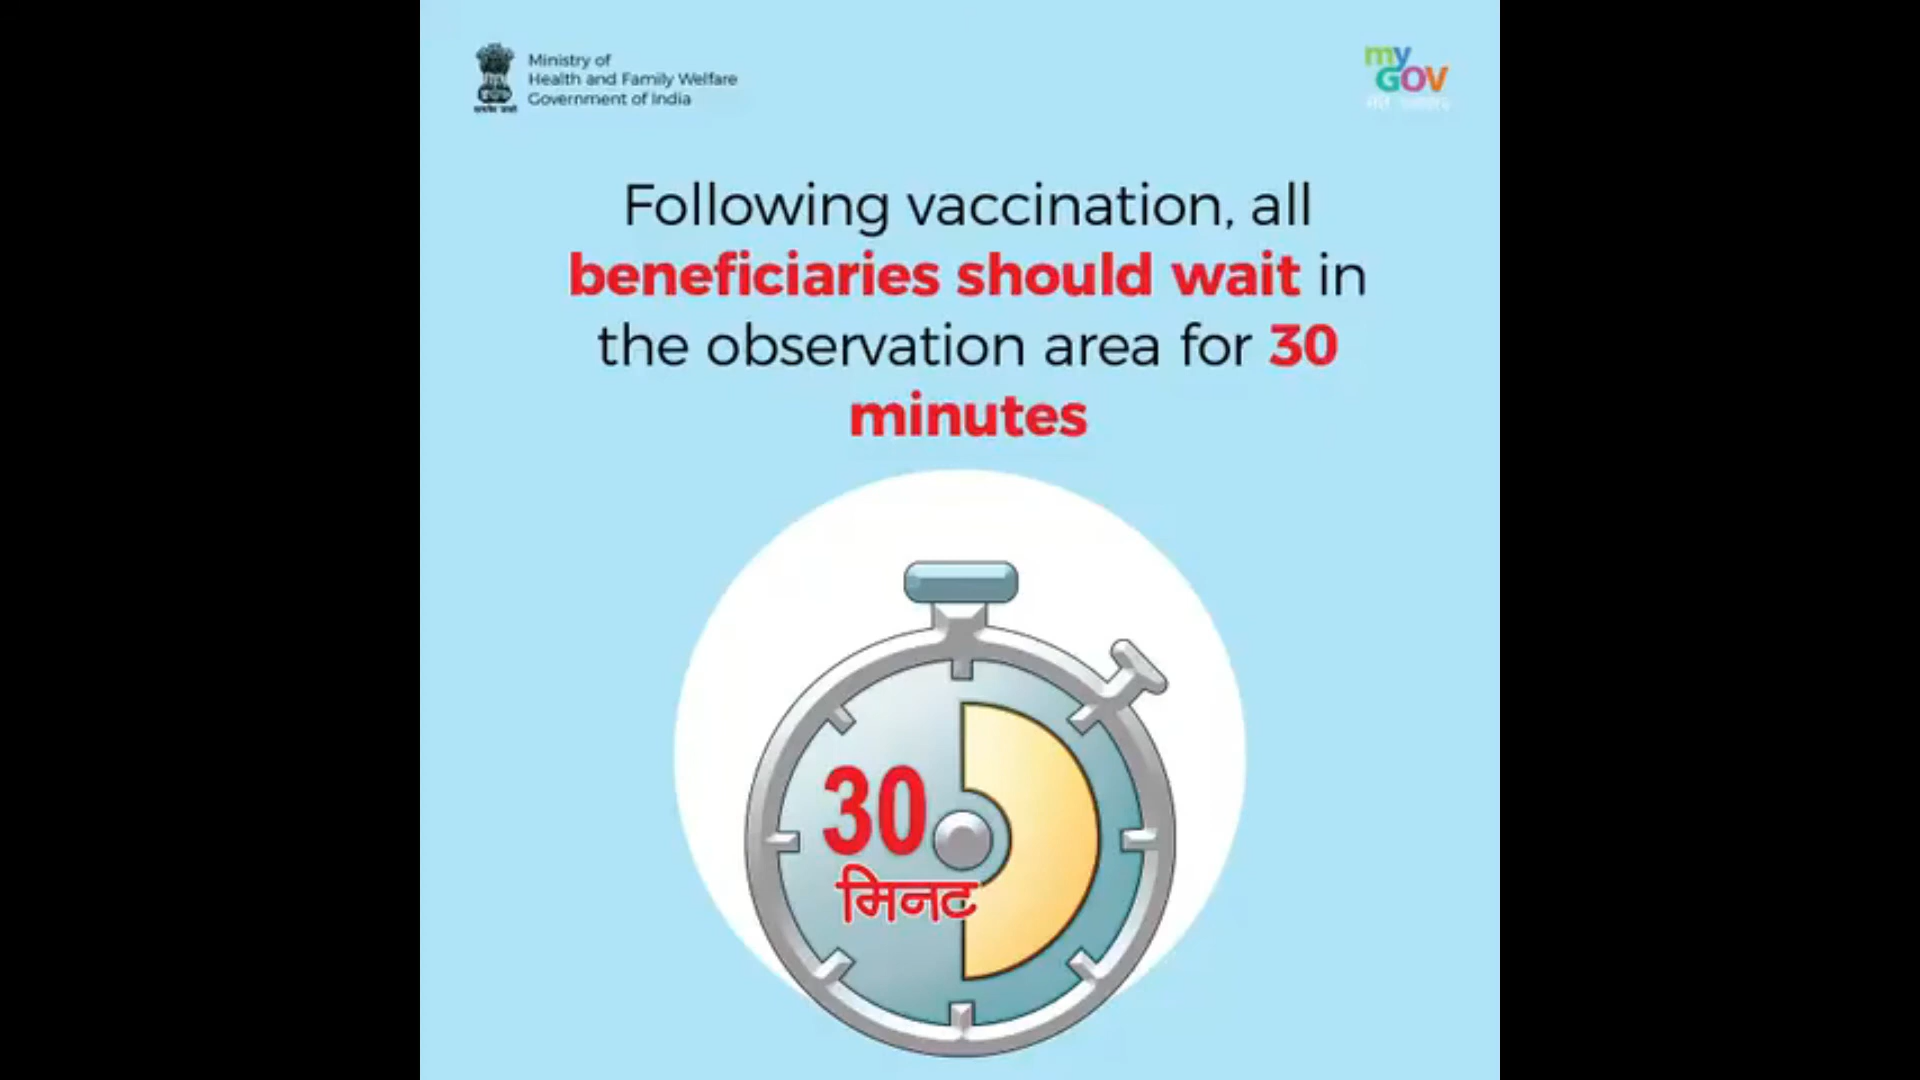 Ministry of
Health and Family Welfare
Government of India
my
GOV
Following vaccination, all
beneficiaries should wait in
the observation area for 30
minutes
30
मिनट